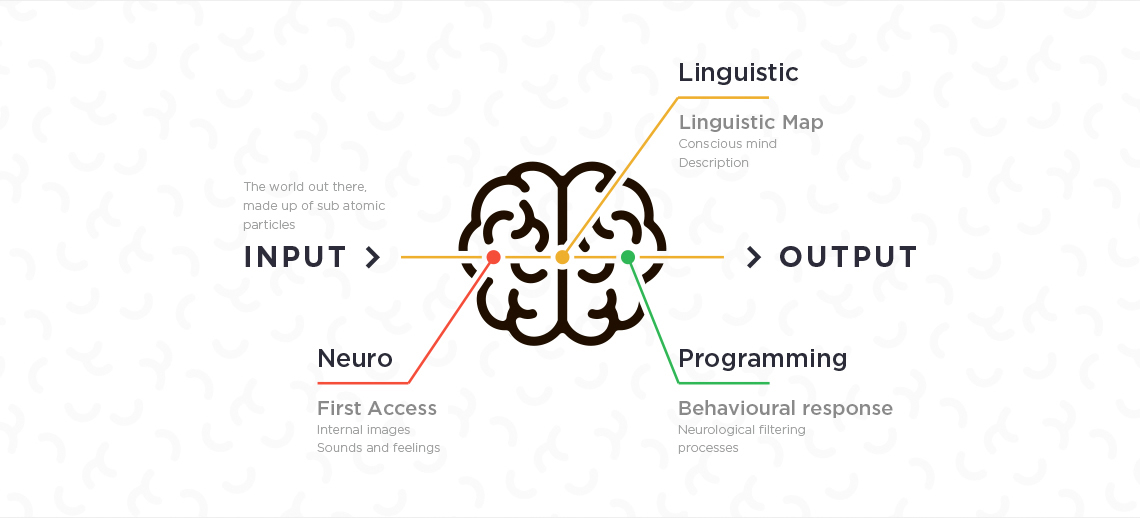 Linguistic
Linguistic Map
Conscious mind
Description
The world out there,
made up of sub atomic
particles
INPUT
OUTPUT
Neuro
First Access
Internal images
Sounds and feelings
Programming
Behavioural response
Neurological filtering
processes